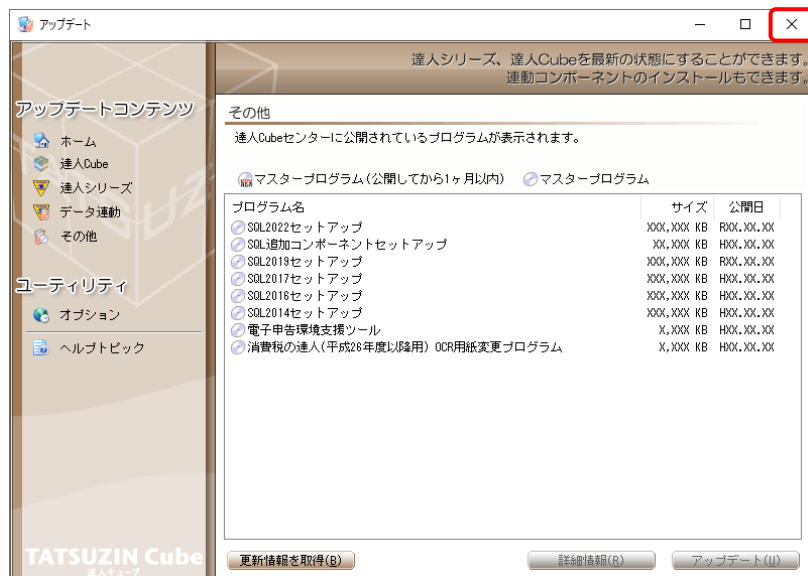 アップデート
達人シリーズ、達人Cubeを最新の状態にすることができます。
連動コンポーネントのインストールもできます。
アップデートコンテンツ
ホーム
達人Cube
達人シリーズ
データ連動
その他
ユーティリティ
オプション
ヘルプトピック
TATSUZIN Cube
達人キューブ
その他
達人Cubeセンターに公開されているプログラムが表示されます。
NEW マスタープログラム(公開してから1ヶ月以内) マスタープログラム
プログラム名 サイズ 公開日
SQL2022セットアップ XXX,XXX KB RXX.XX.XX
SQL追加コンポーネントセットアップ XX,XXX KB HXX.XX.XX
SQL2019セットアップ XXX,XXX KB RXX.XX.XX
SQL2017セットアップ XXX,XXX KB HXX.XX.XX
SQL2016セットアップ XXX,XXX KB HXX.XX.XX
SQL2014セットアップ XXX,XXX KB HXX.XX.XX
電子申告環境支援ツール X,XXX KB HXX.XX.XX
消費税の達人(平成26年度以降用) OCR用紙変更プログラム X,XXX KB HXX.XX.XX
更新情報を取得(B) 詳細情報(R) アップデート(U)